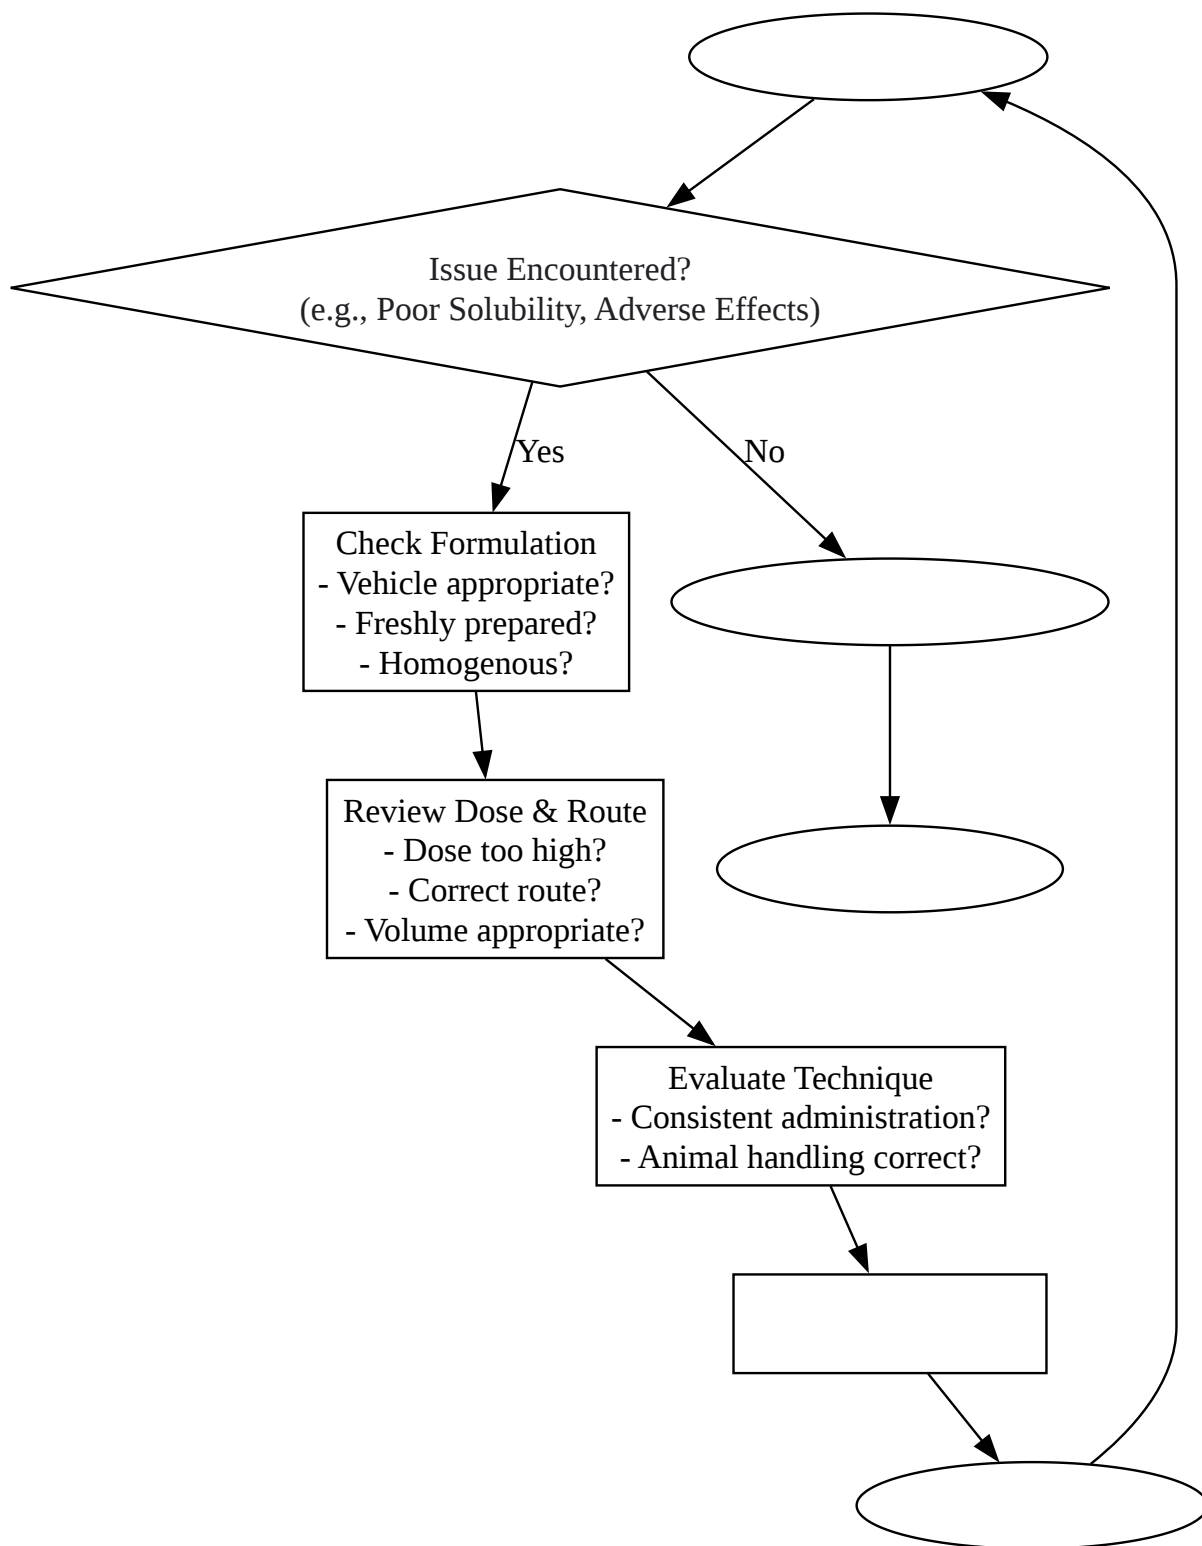 Issue Encountered?
(e.g., Poor Solubility, Adverse Effects)
Yes
No
Check Formulation
- Vehicle appropriate?
- Freshly prepared?
- Homogenous?
Review Dose & Route
- Dose too high?
- Correct route?
- Volume appropriate?
Evaluate Technique
- Consistent administration?
- Animal handling correct?